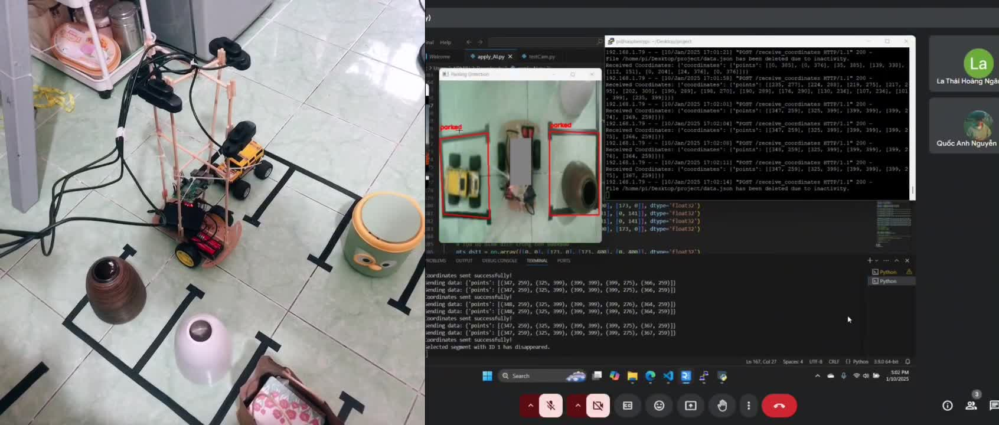 y)
nal Help
Welcome apply_AI.py testCam.py
Parking Detection
parked
parked
pi@raspberrypi: ~/Desktop/project
192.168.1.79 - - [10/Jan/2025 17:01:21] "POST /receive_coordinates HTTP/1.1" 200 -
File /home/pi/Desktop/project/data.json has been deleted due to inactivity.
Received Coordinates: {'coordinates': {'points': [[0, 385], [0, 376], [35, 385], [139, 338],
[112, 151], [0, 204], [24, 376], [0, 376]]}}
192.168.1.79 - - [10/Jan/2025 17:01:58] "POST /receive_coordinates HTTP/1.1" 200 -
Received Coordinates: {'coordinates': {'points': [[235, 277], [224, 288], [219, 275], [217, 2
95], [202, 300], [190, 289], [198, 270], [190, 289], [176, 290], [130, 236], [107, 236], [101
, 399], [235, 399]]}}
192.168.1.79 - - [10/Jan/2025 17:02:01] "POST /receive_coordinates HTTP/1.1" 200 -
Received Coordinates: {'coordinates': {'points': [[347, 259], [325, 399], [399, 399], [399, 2
74], [369, 259]]}}
192.168.1.79 - - [10/Jan/2025 17:02:04] "POST /receive_coordinates HTTP/1.1" 200 -
Received Coordinates: {'coordinates': {'points': [[347, 259], [325, 399], [399, 399], [399, 2
75], [366, 259]]}}
192.168.1.79 - - [10/Jan/2025 17:02:08] "POST /receive_coordinates HTTP/1.1" 200 -
Received Coordinates: {'coordinates': {'points': [[348, 259], [325, 399], [399, 399], [399, 2
76], [364, 259]]}}
192.168.1.79 - - [10/Jan/2025 17:02:11] "POST /receive_coordinates HTTP/1.1" 200 -
Received Coordinates: {'coordinates': {'points': [[347, 259], [325, 399], [399, 399], [399, 2
75], [367, 259]]}}
192.168.1.79 - - [10/Jan/2025 17:02:14] "POST /receive_coordinates HTTP/1.1" 200 -
File /home/pi/Desktop/project/data.json has been deleted due to inactivity.
La
La Thái Hoàng Ngân
Quốc Anh Nguyễn
0], [173, 0]], dtype='float32')
1], [0, 141]], dtype='float32')
1], [0, 141]], dtype='float32')
0], [173, 0]], dtype='float32')
pts_dst1 = np.array([[0, 0], [173, 0], [173, 400], [0, 400]], dtype='float32')
PROBLEMS OUTPUT DEBUG CONSOLE TERMINAL PORTS
Python
Python
Coordinates sent successfully!
Sending data: {'points': [(347, 259), (325, 399), (399, 399), (399, 275), (366, 259)]}
Sending data: {'points': [(347, 259), (325, 399), (399, 399), (399, 275), (366, 259)]}
Coordinates sent successfully!
Sending data: {'points': [(348, 259), (325, 399), (399, 399), (399, 276), (364, 259)]}
Sending data: {'points': [(348, 259), (325, 399), (399, 399), (399, 276), (364, 259)]}
Coordinates sent successfully!
Sending data: {'points': [(347, 259), (325, 399), (399, 399), (399, 275), (367, 259)]}
Sending data: {'points': [(347, 259), (325, 399), (399, 399), (399, 275), (367, 259)]}
Coordinates sent successfully!
Selected segment with ID 1 has disappeared.
Ln 167, Col 27 Spaces: 4 UTF-8 CRLF {} Python 3.9.0 64-bit
Search
5:02 PM
1/10/2025
3